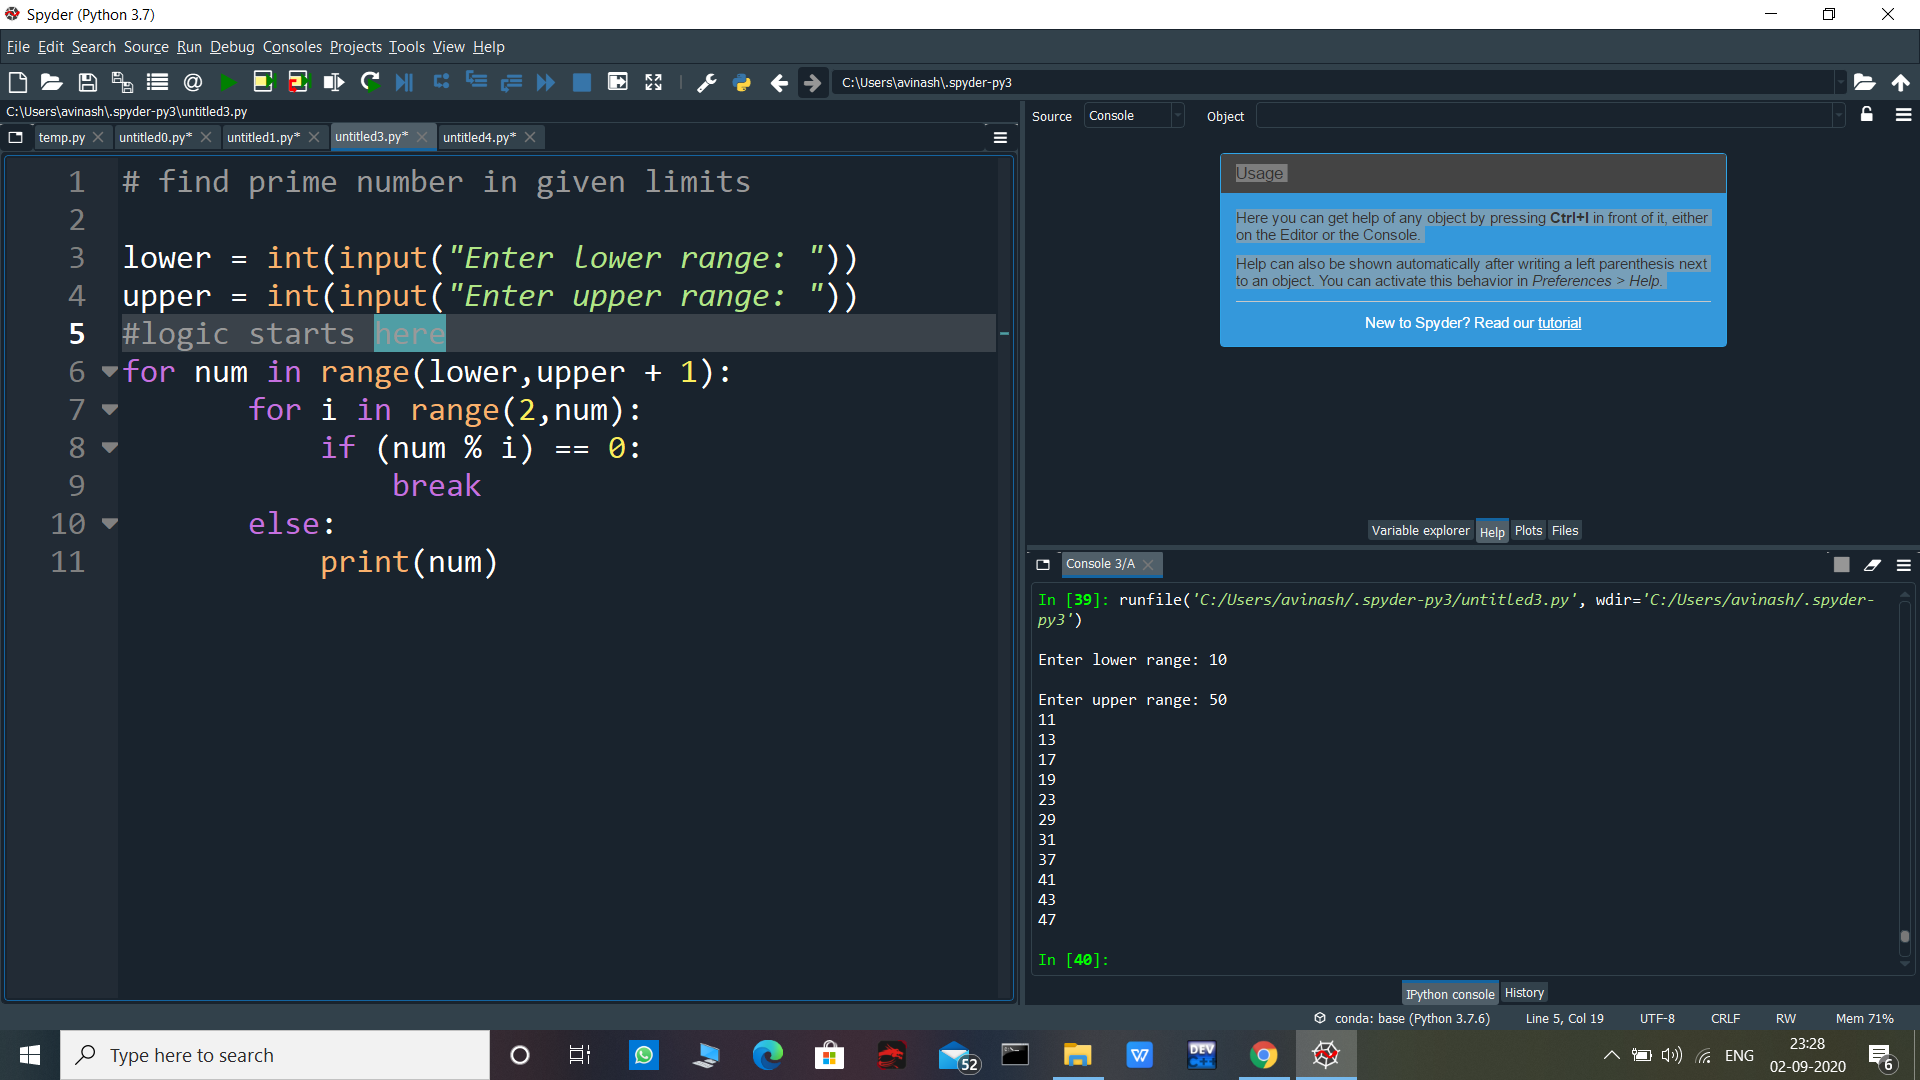 Spyder (Python 3.7)
File Edit Search Source Run Debug Consoles Projects Tools View Help
C:\Users\avinash\.spyder-py3
C:\Users\avinash\.spyder-py3\untitled3.py
temp.py untitled0.py* untitled1.py* untitled3.py* untitled4.py*
1 # find prime number in given limits
2
3 lower = int(input("Enter lower range: "))
4 upper = int(input("Enter upper range: "))
5 #logic starts here
6 for num in range(lower,upper + 1):
7 for i in range(2,num):
8 if (num % i) == 0:
9 break
10 else:
11 print(num)
Source Console Object
Usage
Here you can get help of any object by pressing Ctrl+I in front of it, either
on the Editor or the Console.
Help can also be shown automatically after writing a left parenthesis next
to an object. You can activate this behavior in Preferences > Help.
New to Spyder? Read our tutorial
Variable explorer Help Plots Files
Console 3/A
In [39]: runfile('C:/Users/avinash/.spyder-py3/untitled3.py', wdir='C:/Users/avinash/.spyder-
py3')
Enter lower range: 10
Enter upper range: 50
11
13
17
19
23
29
31
37
41
43
47
In [40]:
IPython console History
conda: base (Python 3.7.6) Line 5, Col 19 UTF-8 CRLF RW Mem 71%
Type here to search
52
W
DEV
ENG
23:28
02-09-2020
6